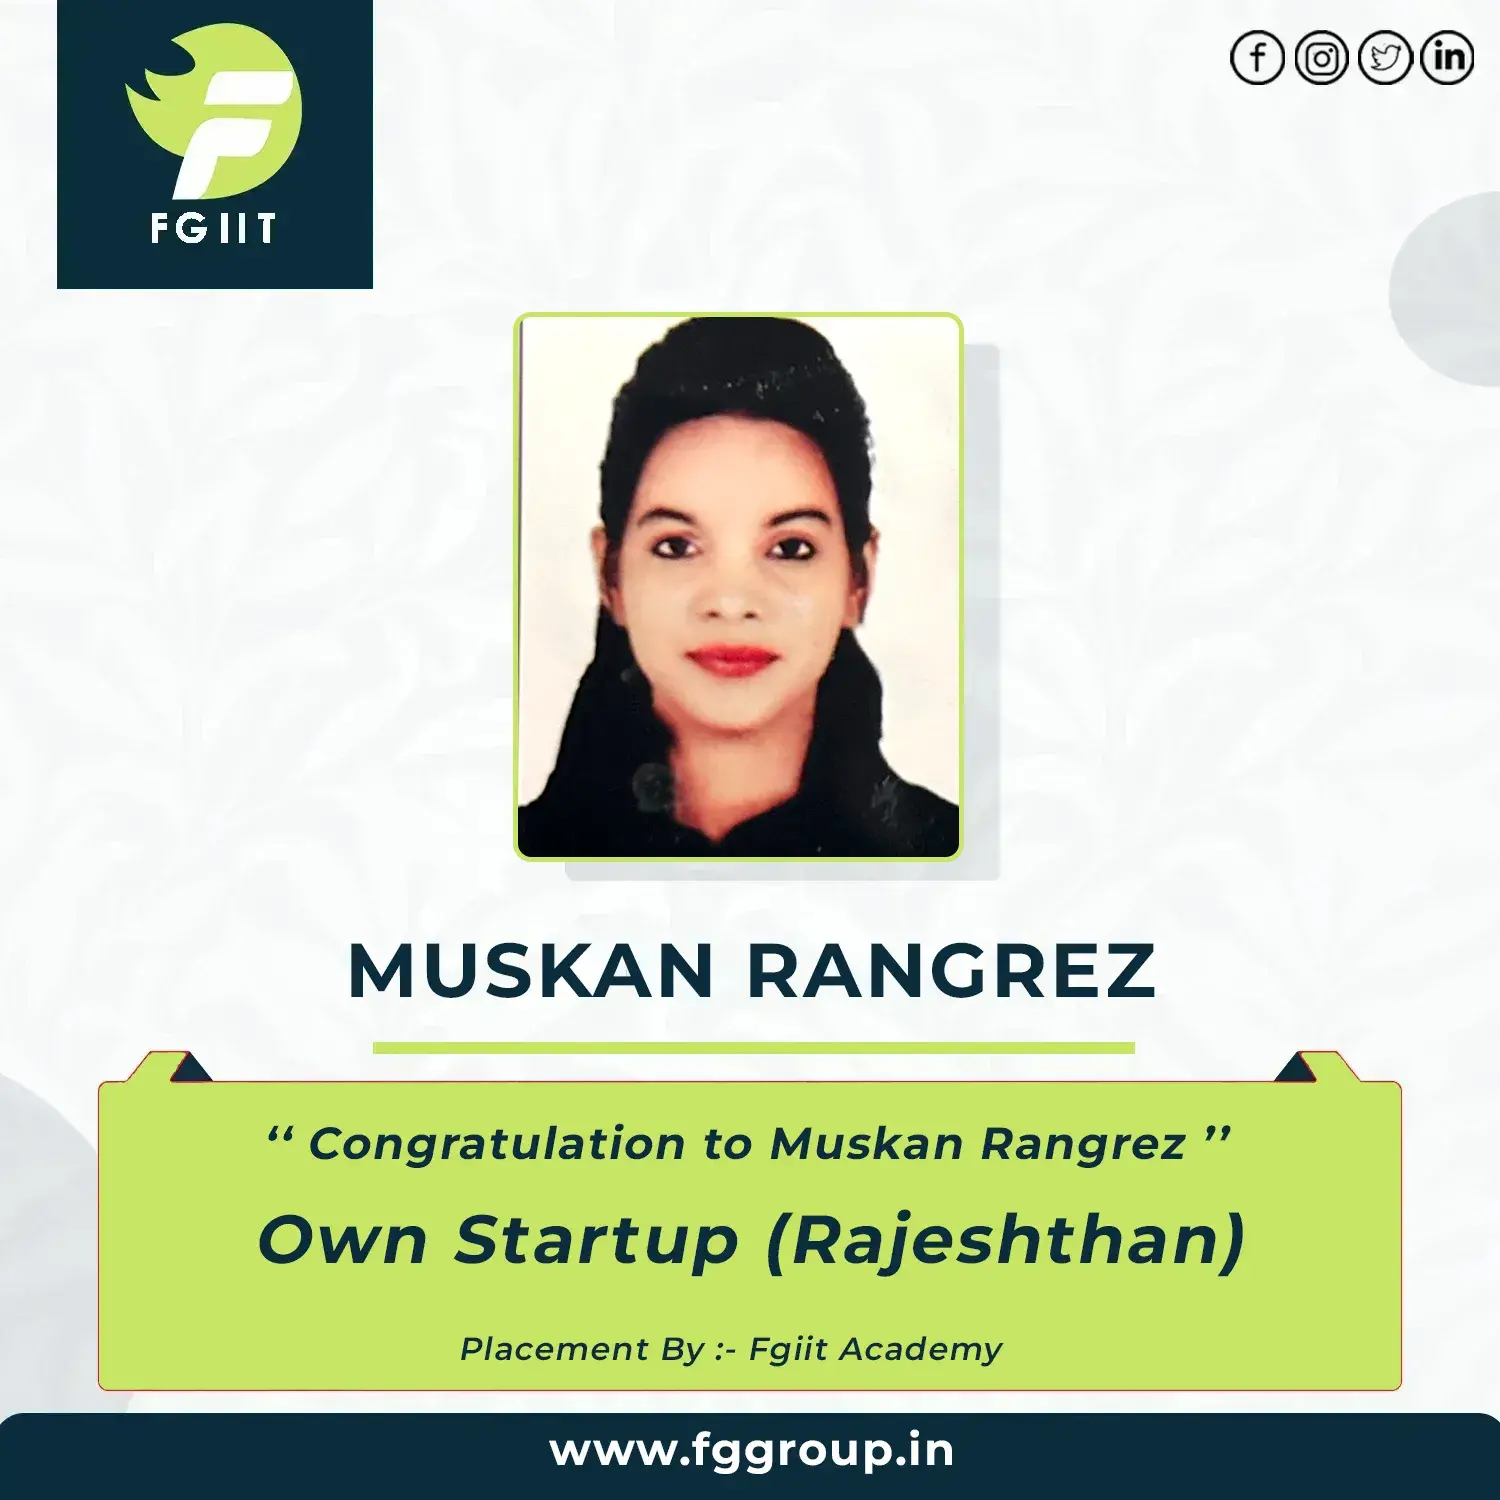 FGIIT
MUSKAN RANGREZ
‘‘ Congratulation to Muskan Rangrez ’’
Own Startup (Rajeshthan)
Placement By :- Fgiit Academy
www.fggroup.in